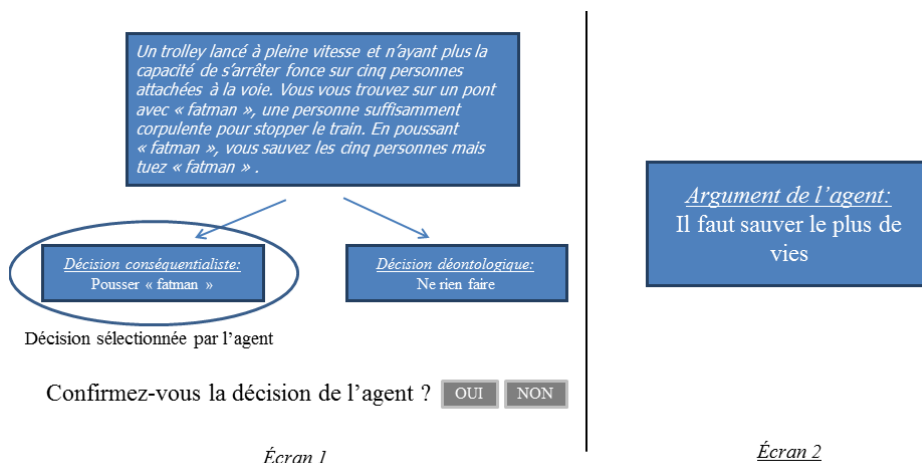 Un trolley lancé à pleine vitesse et n'ayant plus la
capacité de s'arrêter fonce sur cinq personnes
attachées à la voie. Vous vous trouvez sur un pont
avec « fatman », une personne suffisamment
corpulente pour stopper le train. En poussant
« fatman », vous sauvez les cinq personnes mais
tuez « fatman » .
Décision conséquentialiste:
Pousser « fatman »
Décision déontologique:
Ne rien faire
Décision sélectionnée par l'agent
Confirmez-vous la décision de l'agent ? OUI NON
Écran 1
Argument de l'agent:
Il faut sauver le plus de
vies
Écran 2